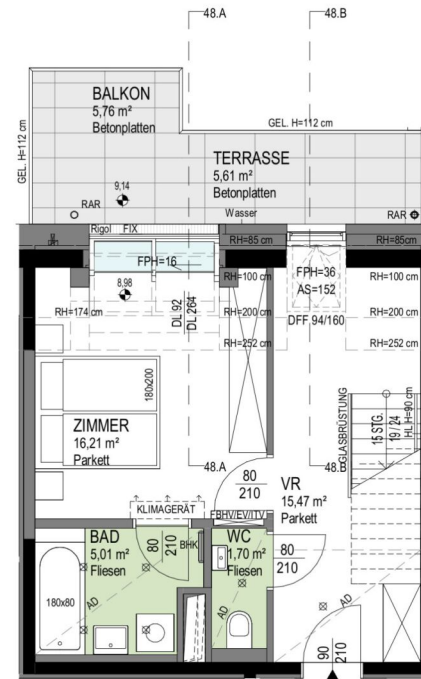 48.A
48.B
BALKON
5,76 m²
Betonplatten
GEL. H=112 cm
GEL. H=112 cm
TERRASSE
5,61 m²
Betonplatten
9,14
RAR
Wasser
RAR
Rigol
FIX
RH=85 cm
RH=85cm
FPH=16
RH=100 cm
FPH=36
RH=100 cm
AS=152
8,98
DL 92
DL 264
RH=174 cm
RH=200 cm
DFF 94/160
RH=200 cm
RH=252 cm
RH=252 cm
180x200
ZIMMER
16,21 m²
Parkett
GLASBRÜSTUNG
15 STG.
19 / 24
HL H=90 cm
48.A
48.B
80
210
VR
15,47 m²
Parkett
KLIMAGERÄT
FBHV/EV/ITV
BAD
5,01 m²
Fliesen
80
210
BHK
WC
1,70 m²
Fliesen
80
210
180x80
AD
AD
AD
90
210